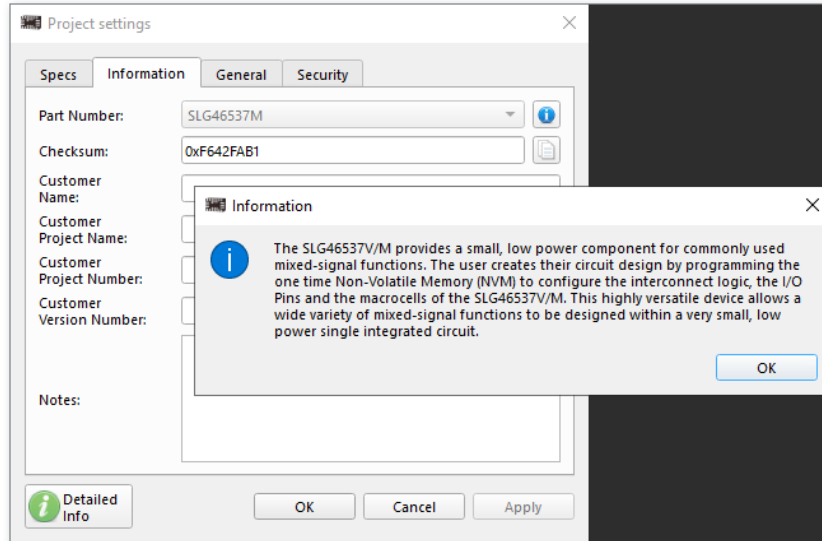 Project settings
Specs
Information
General
Security
Part Number:
SLG46537M
Checksum:
0xF642FAB1
Customer
Name:
Customer
Project Name:
Customer
Project Number:
Customer
Version Number:
Notes:
Information
The SLG46537V/M provides a small, low power component for commonly used
mixed-signal functions. The user creates their circuit design by programming the
one time Non-Volatile Memory (NVM) to configure the interconnect logic, the I/O
Pins and the macrocells of the SLG46537V/M. This highly versatile device allows a
wide variety of mixed-signal functions to be designed within a very small, low
power single integrated circuit.
OK
Detailed
Info
OK
Cancel
Apply